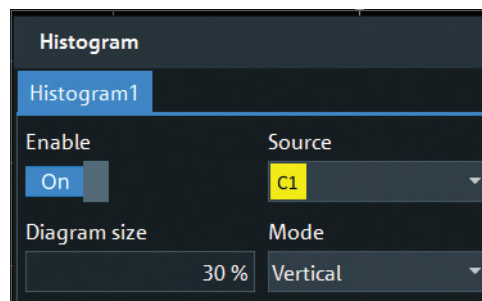 Histogram
Histogram1
Enable Source
On C1
Diagram size Mode
30 % Vertical